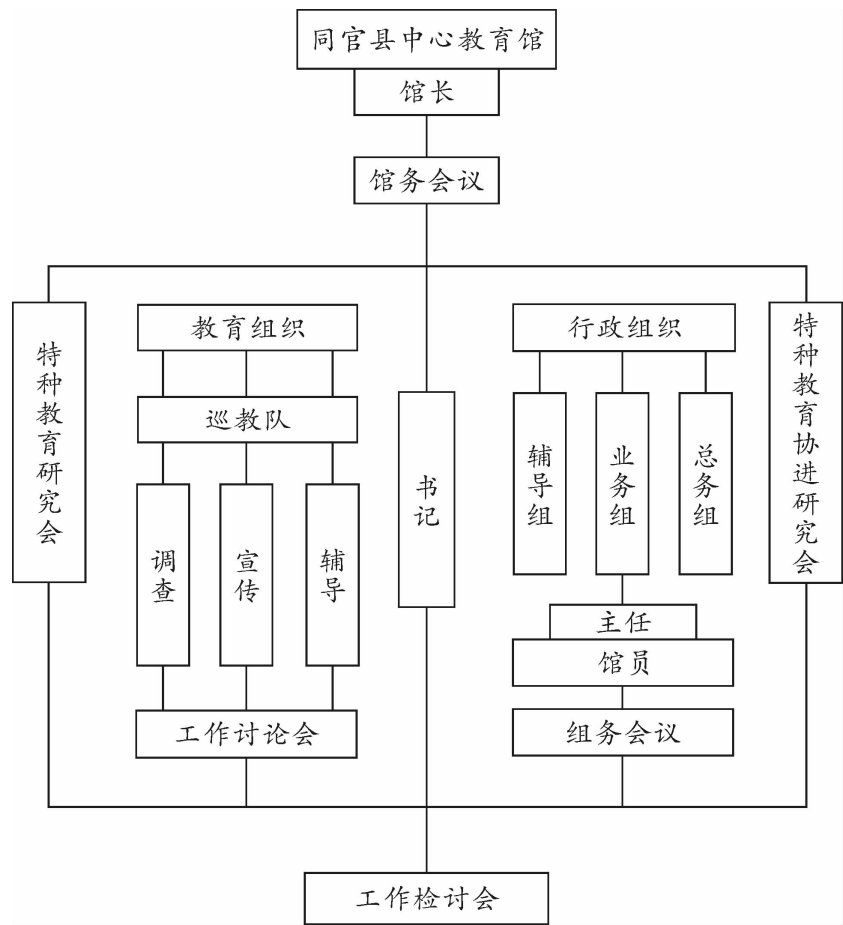 同官县中心教育馆
馆长
馆务会议
特种教育研究会
教育组织
巡教队
调查
宣传
辅导
工作讨论会
书记
行政组织
辅导组
业务组
总务组
主任
馆员
组务会议
特种教育协进研究会
工作检讨会